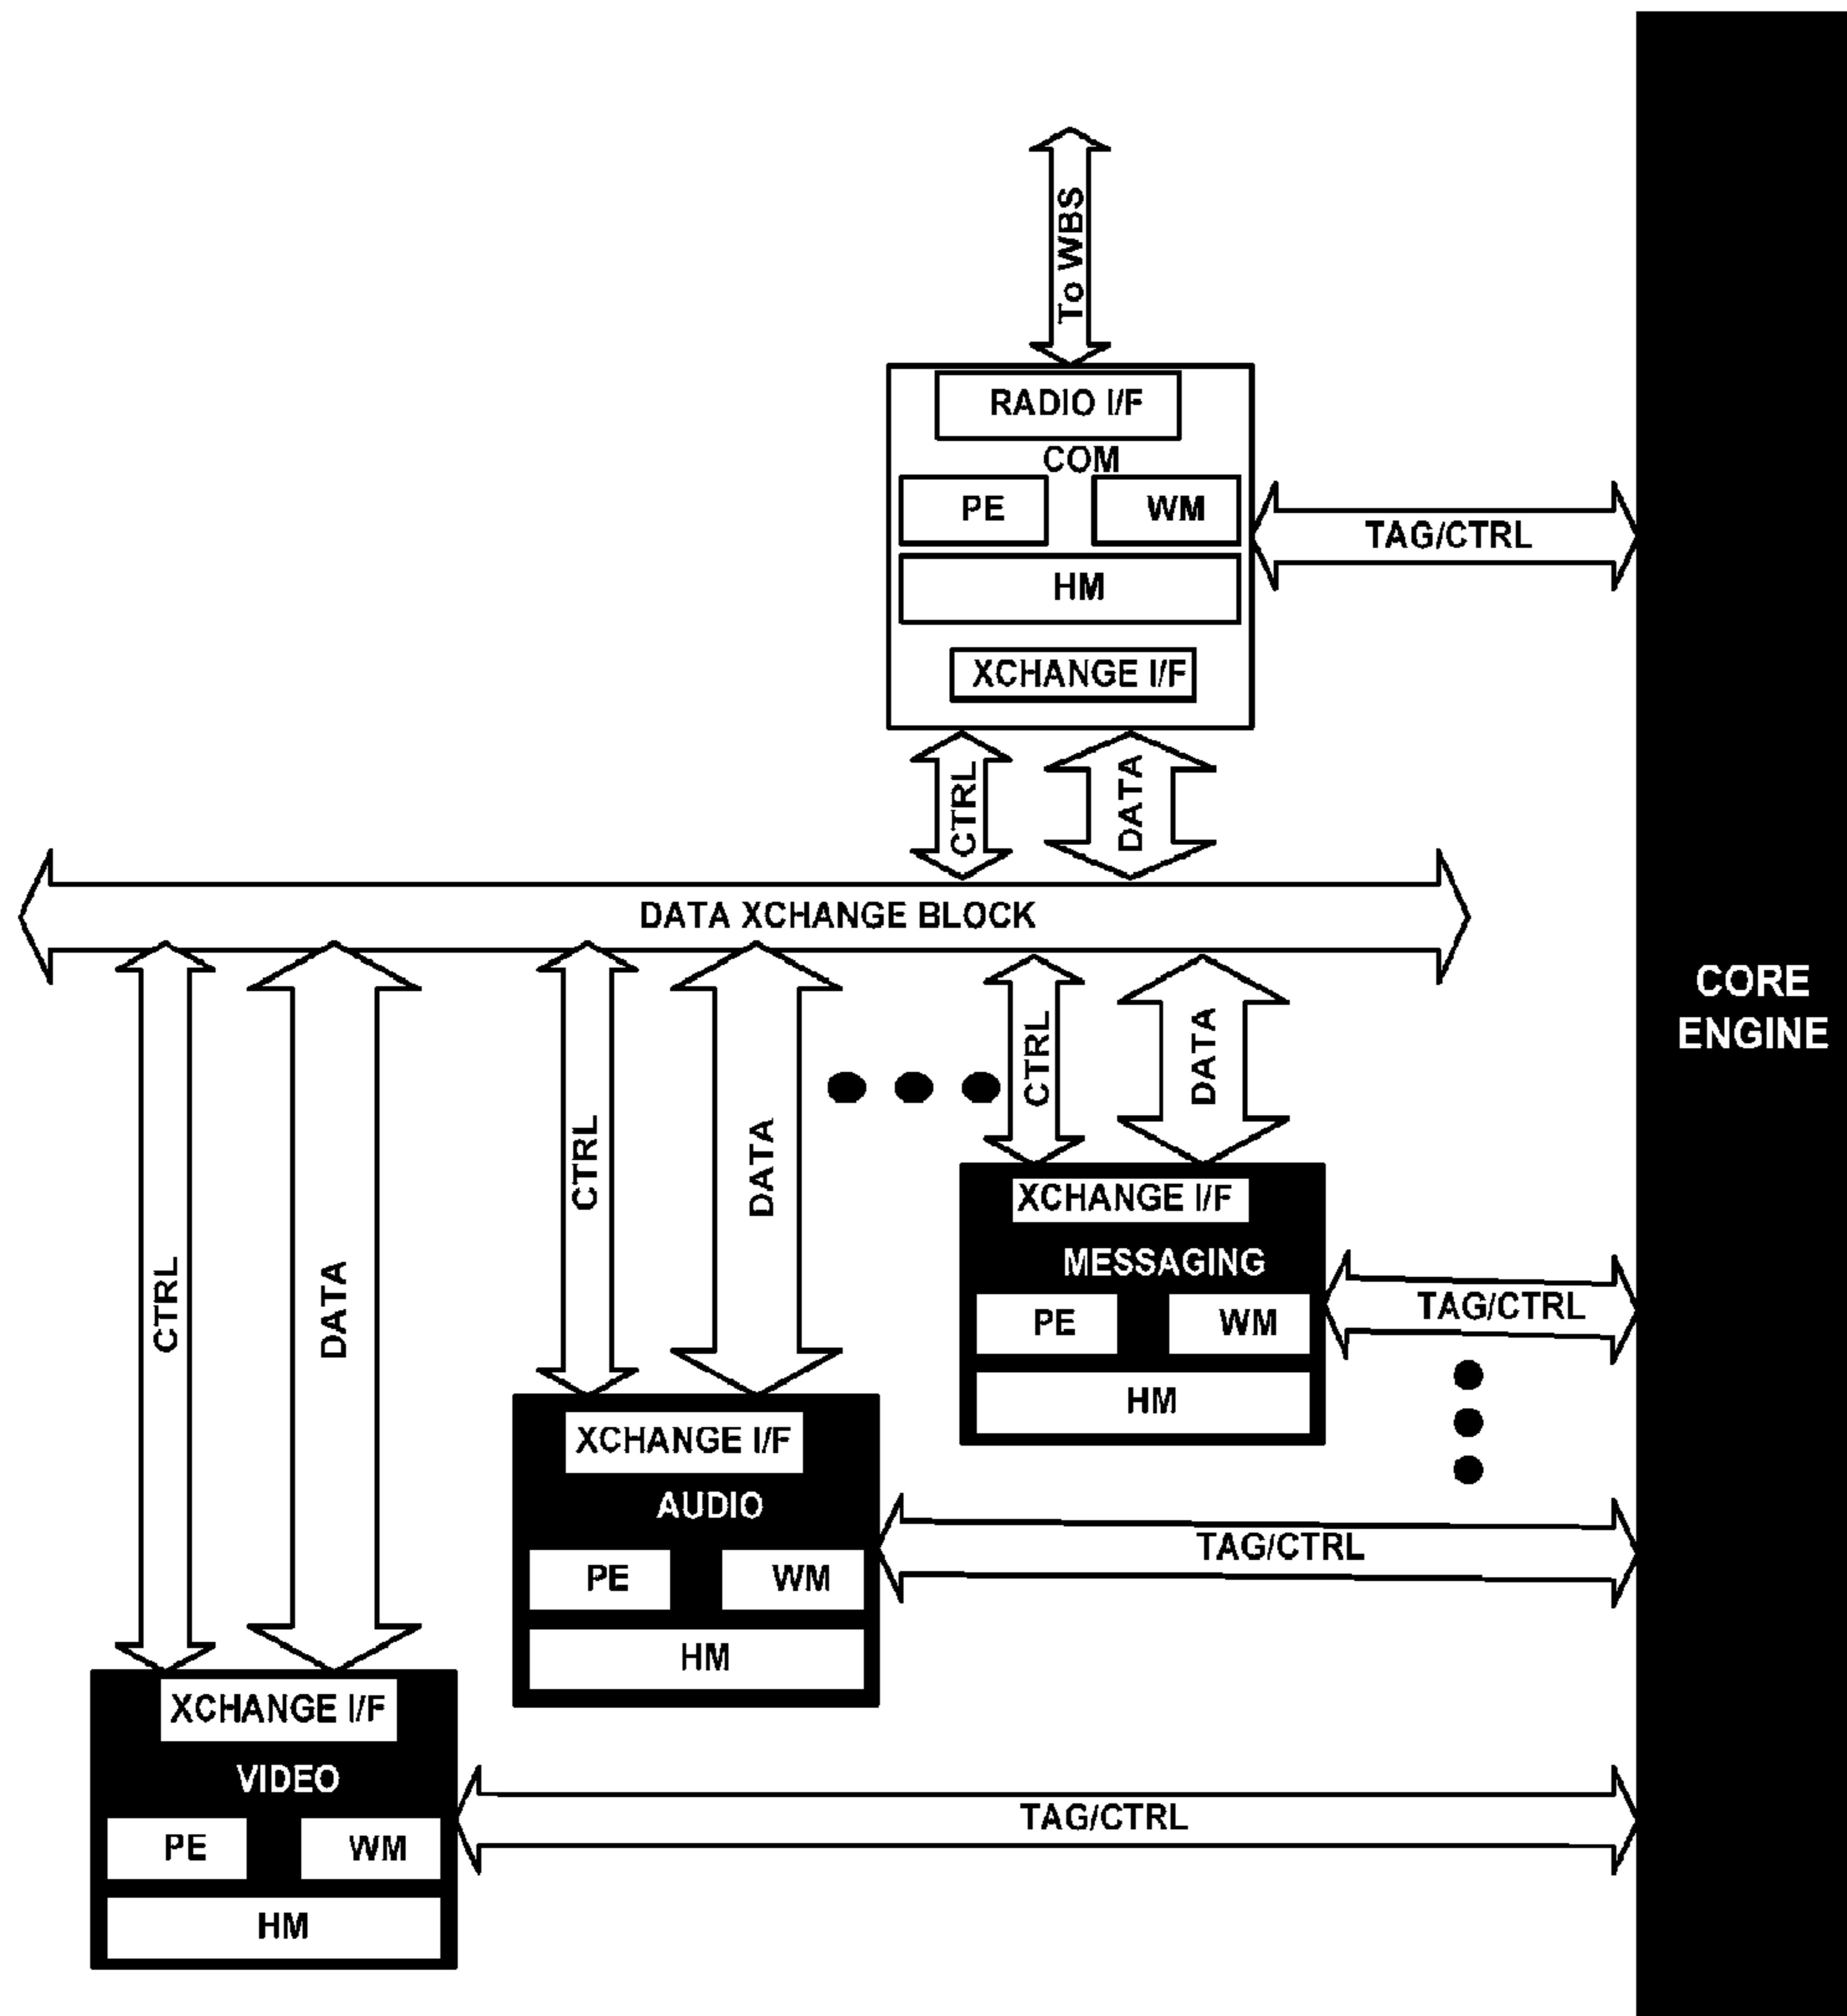 To WBS
RADIO I/F
COM
PE
WM
HM
XCHANGE I/F
TAG/CTRL
CTRL
DATA
DATA XCHANGE BLOCK
CORE
ENGINE
CTRL
DATA
CTRL
DATA
CTRL
DATA
XCHANGE I/F
MESSAGING
PE
WM
HM
TAG/CTRL
XCHANGE I/F
AUDIO
PE
WM
HM
TAG/CTRL
XCHANGE I/F
VIDEO
PE
WM
HM
TAG/CTRL